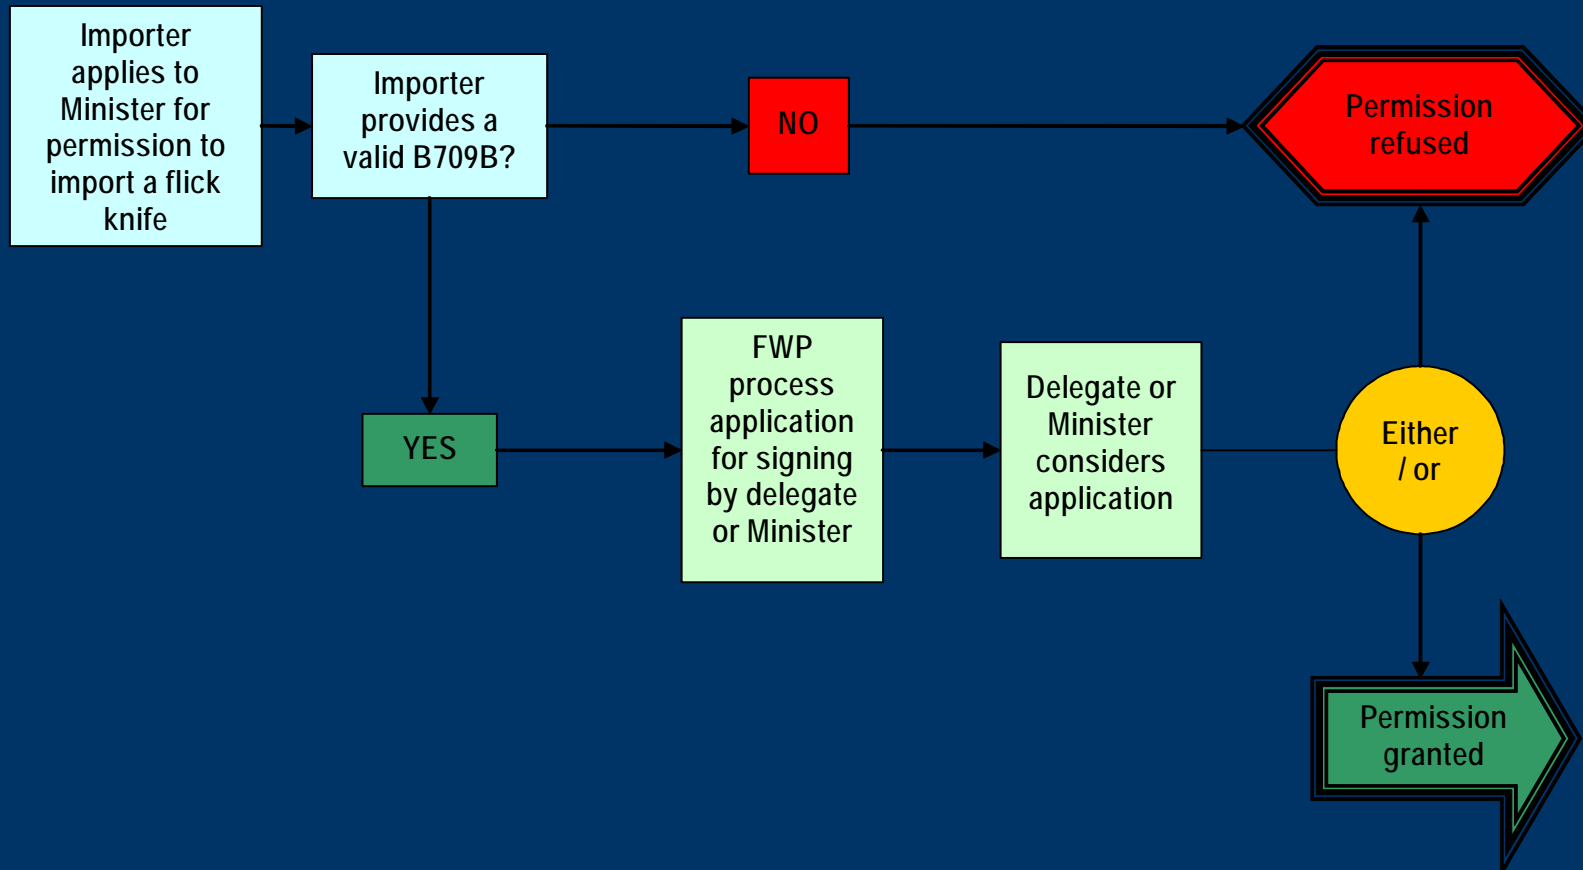 Importer
applies to
Minister for
permission to
import a flick
knife
Importer
provides a
valid B709B?
NO
Permission
refused
YES
FWP
process
application
for signing
by delegate
or Minister
Delegate or
Minister
considers
application
Either
/ or
Permission
granted